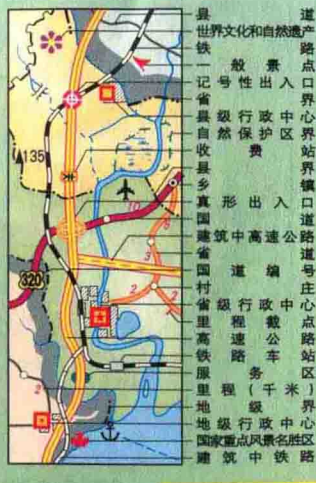 县道
世界文化和自然遗产
铁路
一般景点
记号性出入口
省界
县级行政中心
自然保护区界
收费站
县界
乡镇
真形出入口
国道
建筑中高速公路
省道
国道编号
村庄
省级行政中心
里程截点
高速公路
铁路车站
服务区
里程(千米)
地级界
地级行政中心
国家重点风景名胜区
建筑中铁路
135
10
320
2